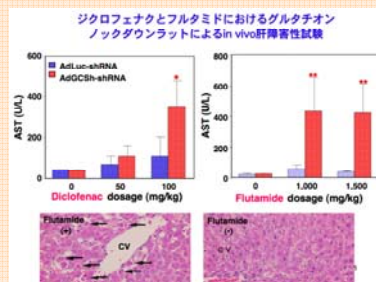 ジクロフェナクとフルタミドにおけるグルタチオン
ノックダウンラットによるin vivo肝障害性試験
600
AdLuc-shRNA
AdGCSh-shRNA
*
400
200
0
AST (U/L)
0 50 100
Diclofenac dosage (mg/kg)
800
** **
600
400
200
0
AST (U/L)
0 1,000 1,500
Flutamide dosage (mg/kg)
Flutamide
(+)
CV
Flutamide
(-)
CV